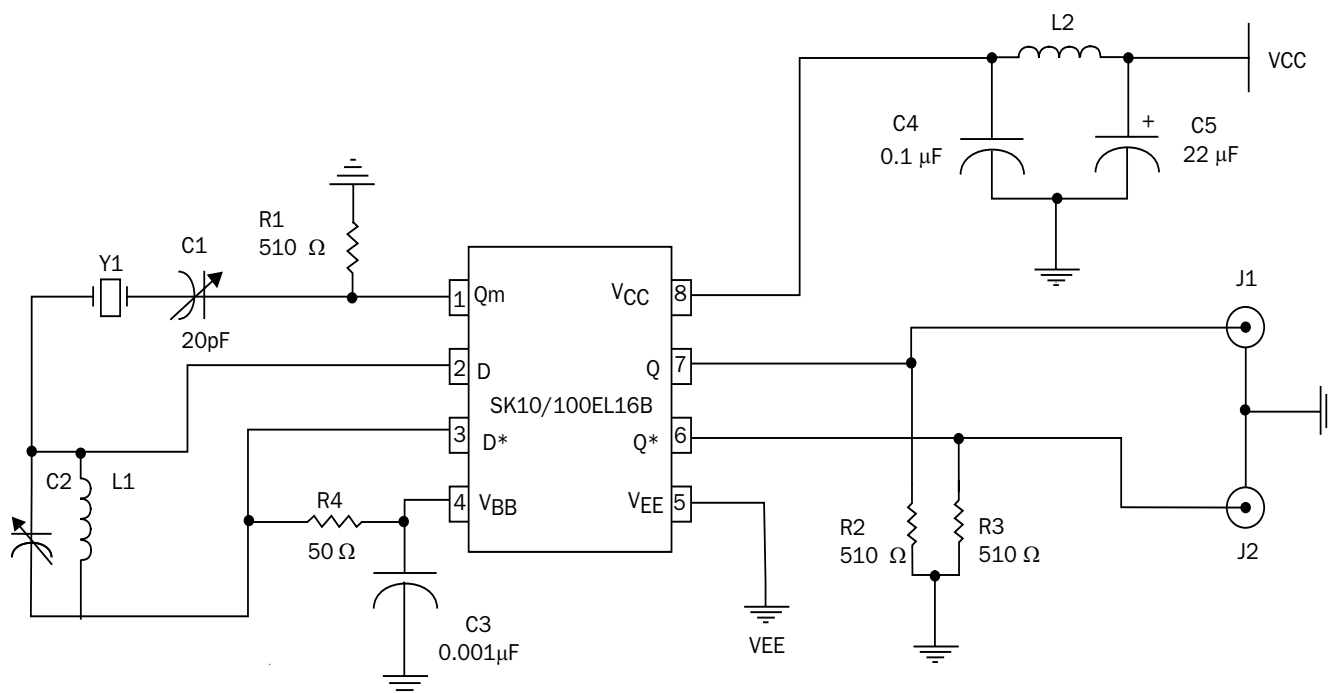 L2
VCC
C4
0.1 μF
+
C5
22 μF
R1
510 Ω
C1
Y1
20pF
J1
1
Qm
VCC
8
2
D
Q
7
SK10/100EL16B
3
D*
Q*
6
4
VBB
VEE
5
C2
L1
R4
50 Ω
R2
510 Ω
R3
510 Ω
J2
C3
0.001μF
VEE